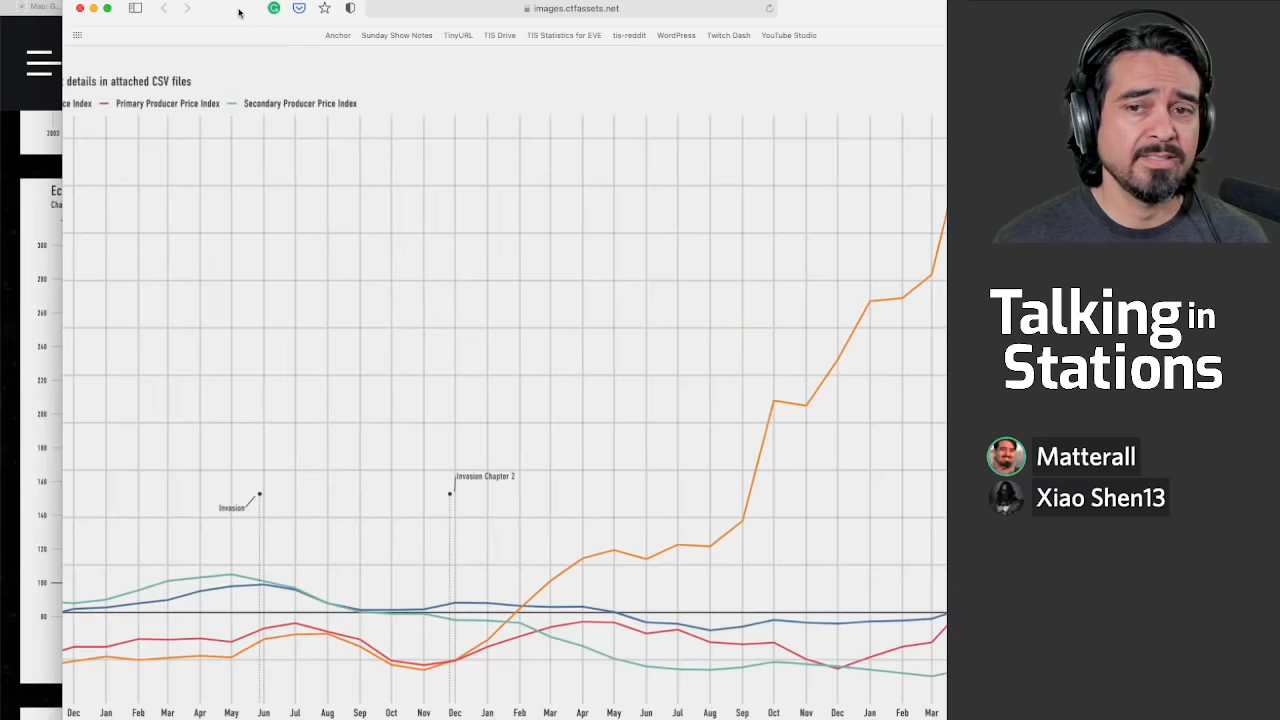 Map: G...
images.ctfassets.net
Anchor Sunday Show Notes TinyURL TIS Drive TIS Statistics for EVE tis-reddit WordPress Twitch Dash YouTube Studio
details in attached CSV files
ce Index Primary Producer Price Index Secondary Producer Price Index
2003
Ec
Cha
300
280
260
240
220
200
180
160
140
120
100
80
Invasion
Invasion Chapter 2
Dec Jan Feb Mar Apr May Jun Jul Aug Sep Oct Nov Dec Jan Feb Mar Apr May Jun Jul Aug Sep Oct Nov Dec Jan Feb Mar
Talking in
Stations
Matterall
Xiao Shen13